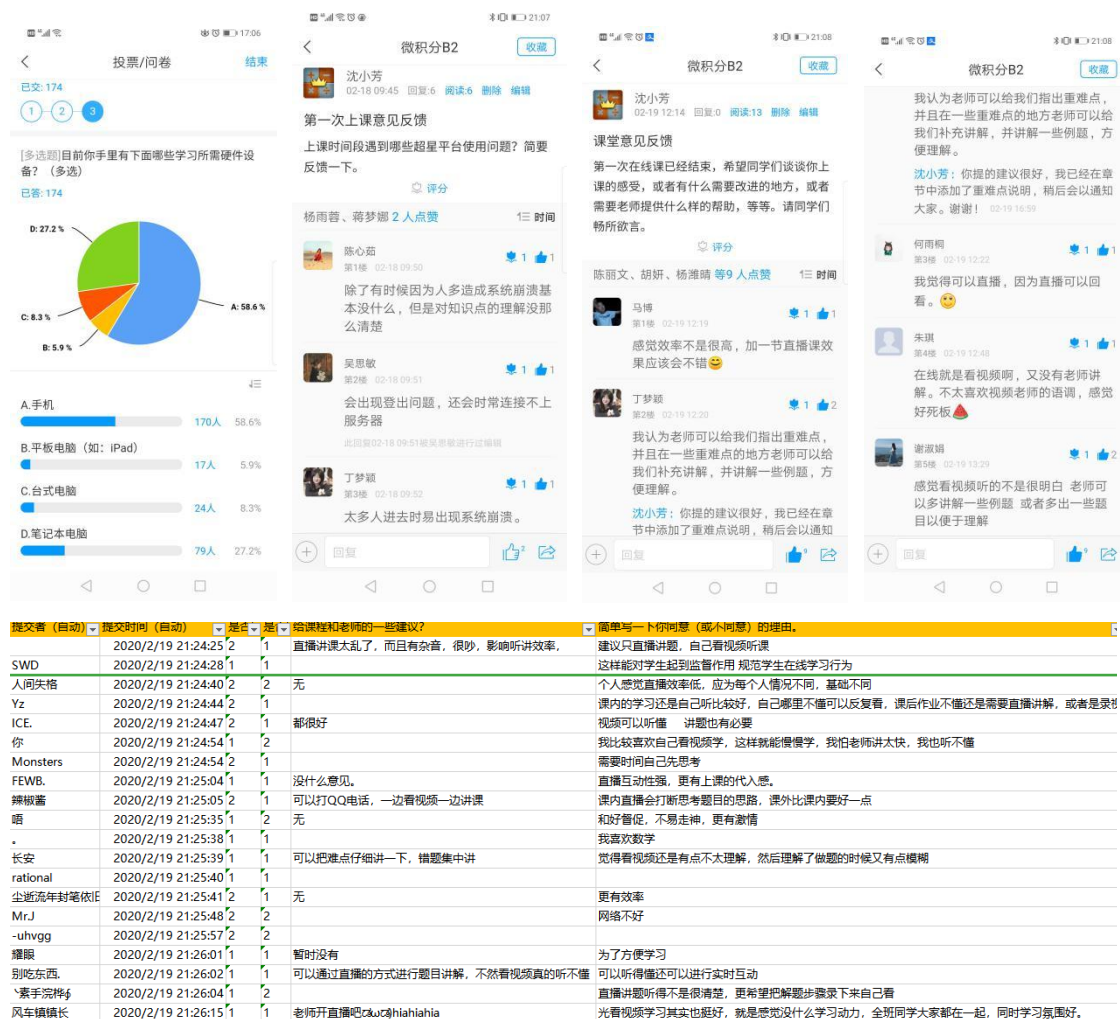 17:06
投票/问卷
结束
已交: 174
1
2
3
[多选题]目前你手里有下面哪些学习所需硬件设
备？（多选）
已答: 174
D: 27.2 %
A: 58.6 %
C: 8.3 %
B: 5.9 %
A.手机
170人 58.6%
B.平板电脑（如：iPad）
17人 5.9%
C.台式电脑
24人 8.3%
D.笔记本电脑
79人 27.2%
21:07
微积分B2
收藏
沈小芳
02-18 09:45 回复:6 阅读:6 删除 编辑
第一次上课意见反馈
上课时间段遇到哪些超星平台使用问题？简要
反馈一下。
评分
杨雨蓉、蒋梦娜 2 人点赞 时间
陈心茹
第1楼 02-18 09:50
1 1
除了有时候因为人多造成系统崩溃基
本没什么，但是对知识点的理解没那
么清楚
吴思敏
第2楼 02-18 09:51
1 1
会出现登出问题，还会时常连接不上
服务器
此回复02-18 09:51被吴思敏进行过编辑
丁梦颖
第3楼 02-18 09:52
1 1
太多人进去时易出现系统崩溃。
回复
2
21:08
微积分B2
收藏
沈小芳
02-19 12:14 回复:0 阅读:13 删除 编辑
课堂意见反馈
第一次在线课已经结束，希望同学们谈谈你上
课的感受，或者有什么需要改进的地方，或者
需要老师提供什么样的帮助，等等。请同学们
畅所欲言。
评分
陈丽文、胡妍、杨潍睛 等9 人点赞 时间
马博
第1楼 02-19 12:19
1 1
感觉效率不是很高，加一节直播课效
果应该会不错😄
丁梦颖
第2楼 02-19 12:20
1 2
我认为老师可以给我们指出重难点，
并且在一些重难点的地方老师可以给
我们补充讲解，并讲解一些例题，方
便理解。
沈小芳：你提的建议很好，我已经在章
节中添加了重难点说明，稍后会以通知
回复
9
21:08
微积分B2
收藏
我认为老师可以给我们指出重难点，
并且在一些重难点的地方老师可以给
我们补充讲解，并讲解一些例题，方
便理解。
沈小芳：你提的建议很好，我已经在章
节中添加了重难点说明，稍后会以通知
大家。谢谢！ 02-19 16:59
何雨桐
第3楼 02-19 12:22
1 1
我觉得可以直播，因为直播可以回
看。🙂
朱琪
第4楼 02-19 12:48
1 1
在线就是看视频啊，又没有老师讲
解。不太喜欢视频老师的语调，感觉
好死板🍉
谢淑娟
第5楼 02-19 13:29
1 2
感觉看视频听的不是很明白 老师可
以多讲解一些例题 或者多出一些题
目以便于理解
回复
9
提交者（自动） 提交时间（自动） 是否 是 给课程和老师的一些建议？ 简单写一下你同意（或不同意）的理由。
2020/2/19 21:24:25 2 1 直播讲课太乱了，而且有杂音，很吵，影响听讲效率， 建议只直播讲题，自己看视频听课
SWD 2020/2/19 21:24:28 1 1 这样能对学生起到监督作用 规范学生在线学习行为
人间失格 2020/2/19 21:24:40 2 2 无 个人感觉直播效率低，应为每个人情况不同，基础不同
Yz 2020/2/19 21:24:44 2 1 课内的学习还是自己听比较好，自己哪里不懂可以反复看，课后作业不懂还是需要直播讲解，或者是录视
ICE. 2020/2/19 21:24:47 2 1 都很好 视频可以听懂 讲题也有必要
你 2020/2/19 21:24:54 1 2 我比较喜欢自己看视频学，这样就能慢慢学，我怕老师讲太快，我也听不懂
Monsters 2020/2/19 21:24:54 2 1 需要时间自己先思考
FEWB. 2020/2/19 21:25:04 1 1 没什么意见。 直播互动性强，更有上课的代入感。
辣椒酱 2020/2/19 21:25:05 2 1 可以打QQ电话，一边看视频一边讲课 课内直播会打断思考题目的思路，课外比课内要好一点
唔 2020/2/19 21:25:35 1 2 无 和好督促，不易走神，更有激情
。 2020/2/19 21:25:38 1 1 我喜欢数学
长安 2020/2/19 21:25:39 1 1 可以把难点仔细讲一下，错题集中讲 觉得看视频还是有点不太理解，然后理解了做题的时候又有点模糊
rational 2020/2/19 21:25:40 1 1
尘逝流年封笔依旧 2020/2/19 21:25:41 2 1 无 更有效率
Mr.J 2020/2/19 21:25:48 2 2 网络不好
-uhvgg 2020/2/19 21:25:57 2 2
耀眼 2020/2/19 21:26:01 1 1 暂时没有 为了方便学习
别吃东西. 2020/2/19 21:26:02 1 1 可以通过直播的方式进行题目讲解，不然看视频真的听不懂 可以听得懂还可以进行实时互动
丶素手浣桦∮ 2020/2/19 21:26:04 1 2 直播讲题听得不是很清楚，更希望把解题步骤录下来自己看
风车镇镇长 2020/2/19 21:26:15 1 1 老师开直播吧hiahiahia 光看视频学习其实也挺好，就是感觉没什么学习动力，全班同学大家都在一起，同时学习氛围好。